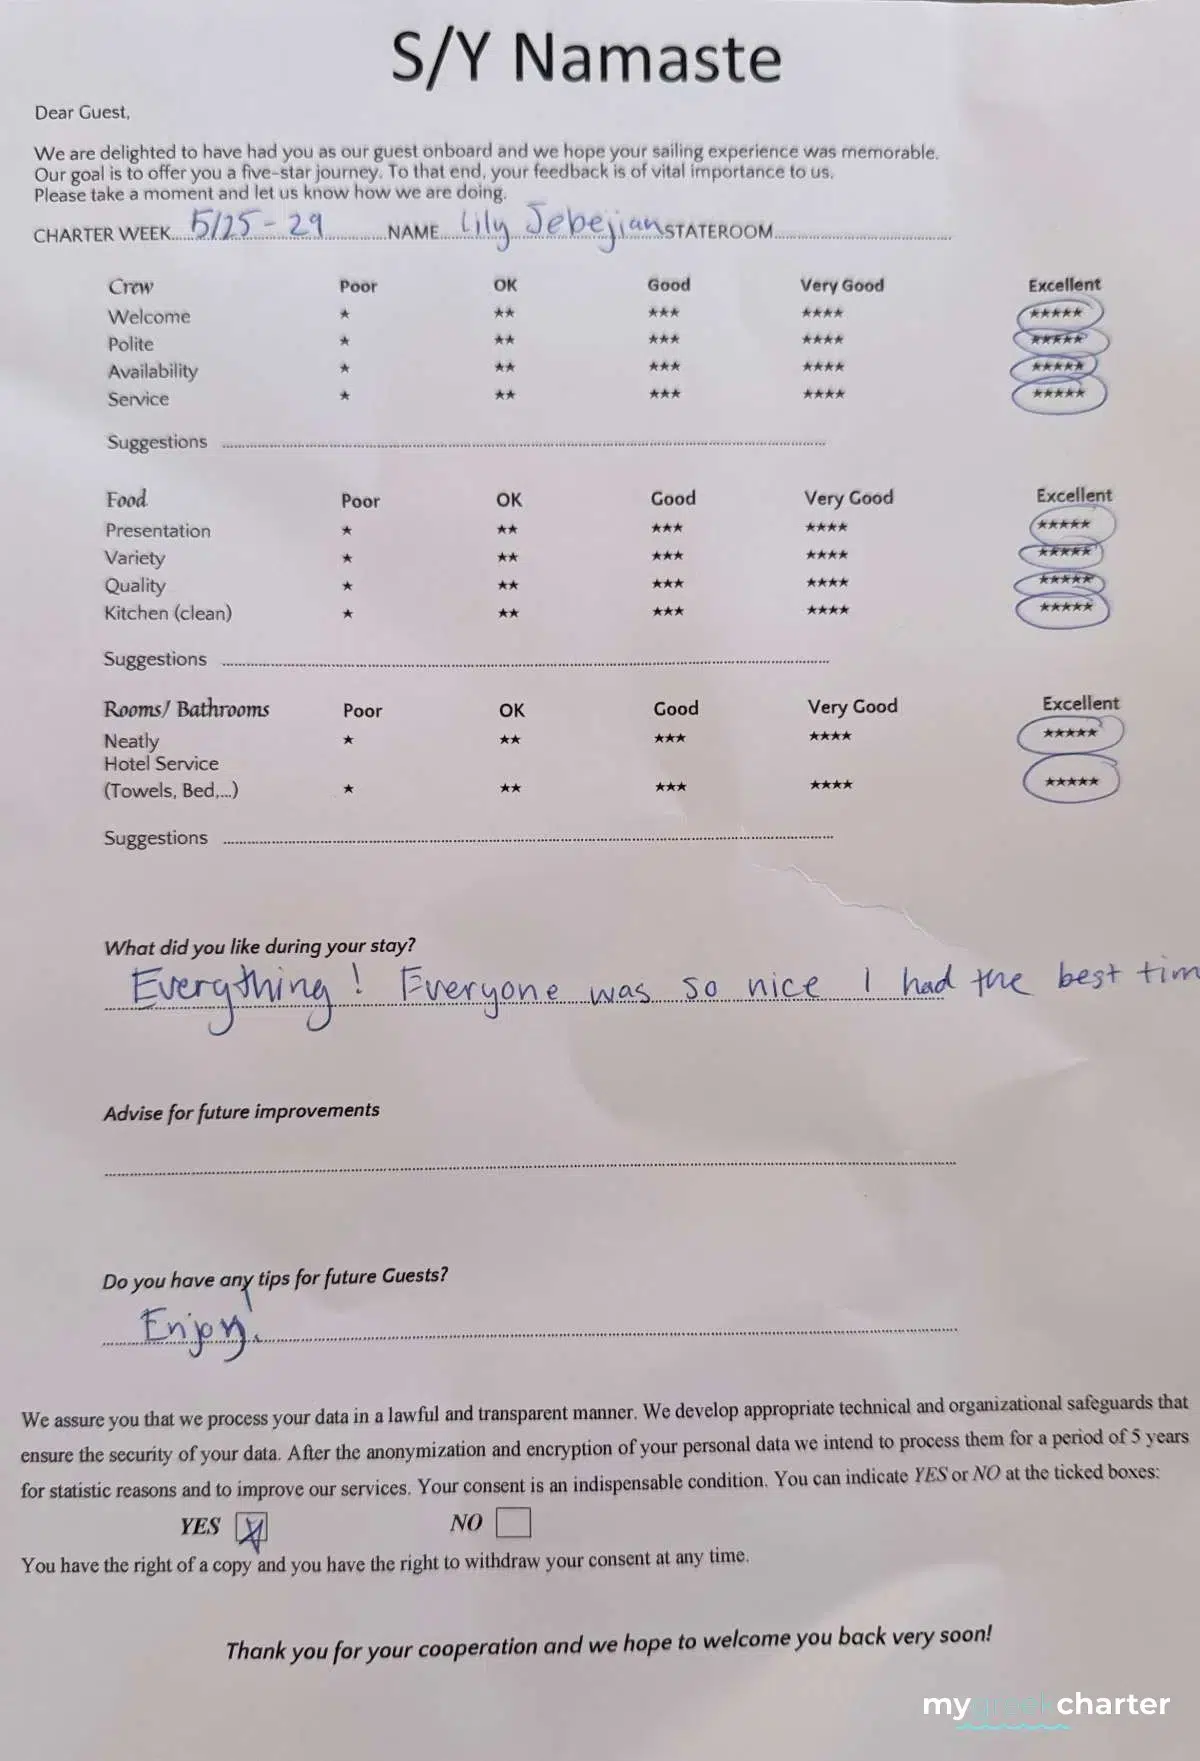 S/Y Namaste
Dear Guest,
We are delighted to have had you as our guest onboard and we hope your sailing experience was memorable.
Our goal is to offer you a five-star journey. To that end, your feedback is of vital importance to us.
Please take a moment and let us know how we are doing.
CHARTER WEEK 5/25 - 29 NAME Lily Jebejian STATEROOM
Crew Poor OK Good Very Good Excellent
Welcome ★ ★★ ★★★ ★★★★ ★★★★★
Polite ★ ★★ ★★★ ★★★★ ★★★★★
Availability ★ ★★ ★★★ ★★★★ ★★★★★
Service ★ ★★ ★★★ ★★★★ ★★★★★
Suggestions
Food Poor OK Good Very Good Excellent
Presentation ★ ★★ ★★★ ★★★★ ★★★★★
Variety ★ ★★ ★★★ ★★★★ ★★★★★
Quality ★ ★★ ★★★ ★★★★ ★★★★★
Kitchen (clean) ★ ★★ ★★★ ★★★★ ★★★★★
Suggestions
Rooms/ Bathrooms Poor OK Good Very Good Excellent
Neatly ★ ★★ ★★★ ★★★★ ★★★★★
Hotel Service
(Towels, Bed,...) ★ ★★ ★★★ ★★★★ ★★★★★
Suggestions
What did you like during your stay?
Everything! Everyone was so nice I had the best tim
Advise for future improvements
Do you have any tips for future Guests?
Enjoy!
We assure you that we process your data in a lawful and transparent manner. We develop appropriate technical and organizational safeguards that
ensure the security of your data. After the anonymization and encryption of your personal data we intend to process them for a period of 5 years
for statistic reasons and to improve our services. Your consent is an indispensable condition. You can indicate YES or NO at the ticked boxes:
YES NO
You have the right of a copy and you have the right to withdraw your consent at any time.
Thank you for your cooperation and we hope to welcome you back very soon!
mygreekcharter